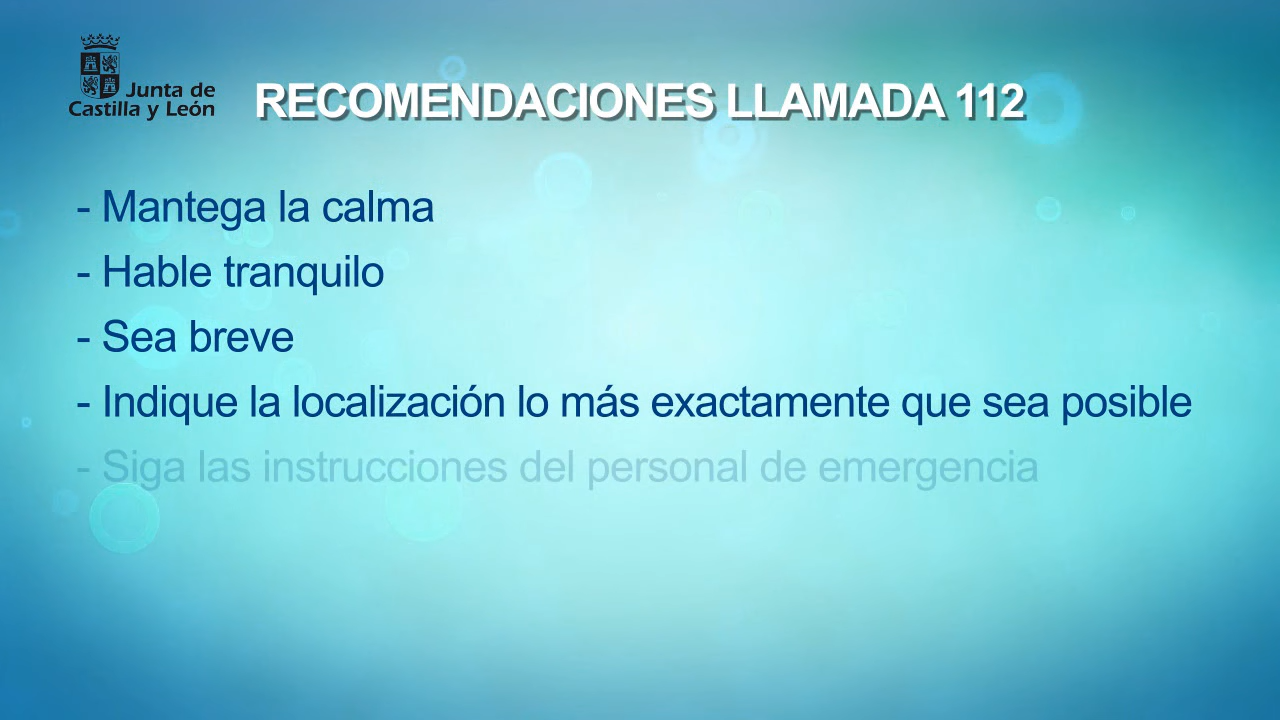 Junta de
Castilla y León
RECOMENDACIONES LLAMADA 112
- Mantega la calma
- Hable tranquilo
- Sea breve
- Indique la localización lo más exactamente que sea posible
- Siga las instrucciones del personal de emergencia